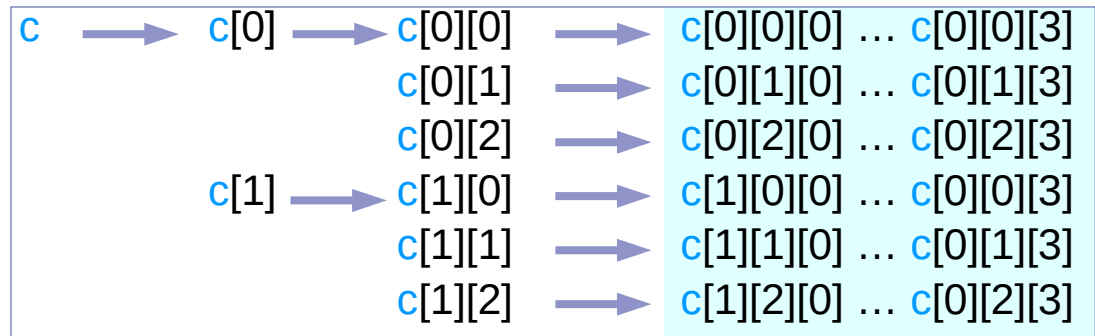 c c[0] c[0][0] c[0][0][0] … c[0][0][3]
c[0][1] c[0][1][0] … c[0][1][3]
c[0][2] c[0][2][0] … c[0][2][3]
c[1] c[1][0] c[1][0][0] … c[0][0][3]
c[1][1] c[1][1][0] … c[0][1][3]
c[1][2] c[1][2][0] … c[0][2][3]